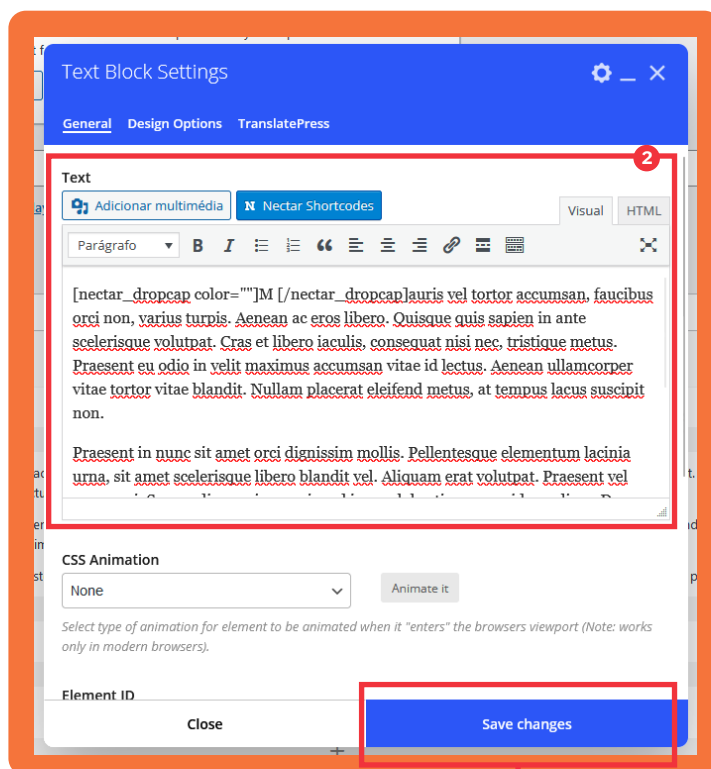 Text Block Settings
General Design Options TranslatePress
2
Text
Adicionar multimédia N Nectar Shortcodes
Visual HTML
Parágrafo B I
[nectar_dropcap color=""]M [/nectar_dropcap]auris vel tortor accumsan, faucibus
orci non, varius turpis. Aenean ac eros libero. Quisque quis sapien in ante
scelerisque volutpat. Cras et libero iaculis, consequat nisi nec, tristique metus.
Praesent eu odio in velit maximus accumsan vitae id lectus. Aenean ullamcorper
vitae tortor vitae blandit. Nullam placerat eleifend metus, at tempus lacus suscipit
non.
Praesent in nunc sit amet orci dignissim mollis. Pellentesque elementum lacinia
urna, sit amet scelerisque libero blandit vel. Aliquam erat volutpat. Praesent vel
CSS Animation
None Animate it
Select type of animation for element to be animated when it "enters" the browsers viewport (Note: works
only in modern browsers).
Element ID
Close Save changes